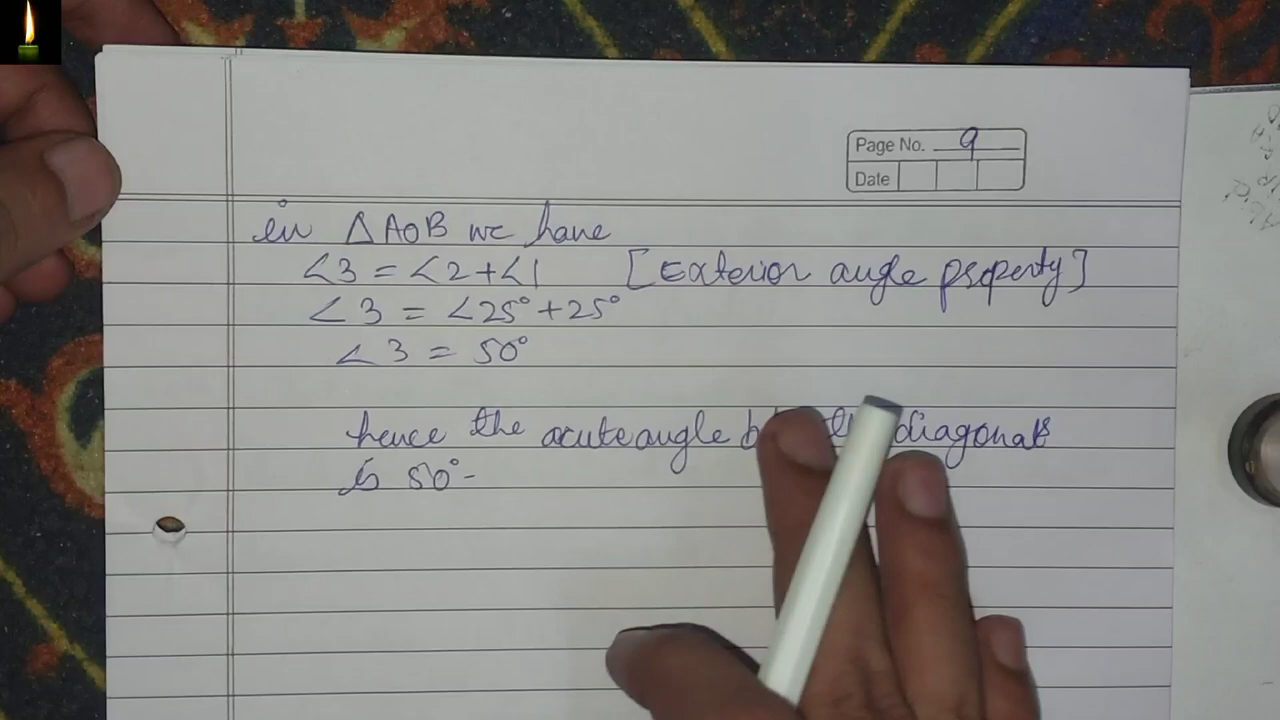 Page No. 9
Date
in △AOB we have
∠3 = ∠2+∠1 [Exterior angle property]
∠3 = ∠25°+25°
∠3 = 50°
hence the acute angle diagonals
is 50°-